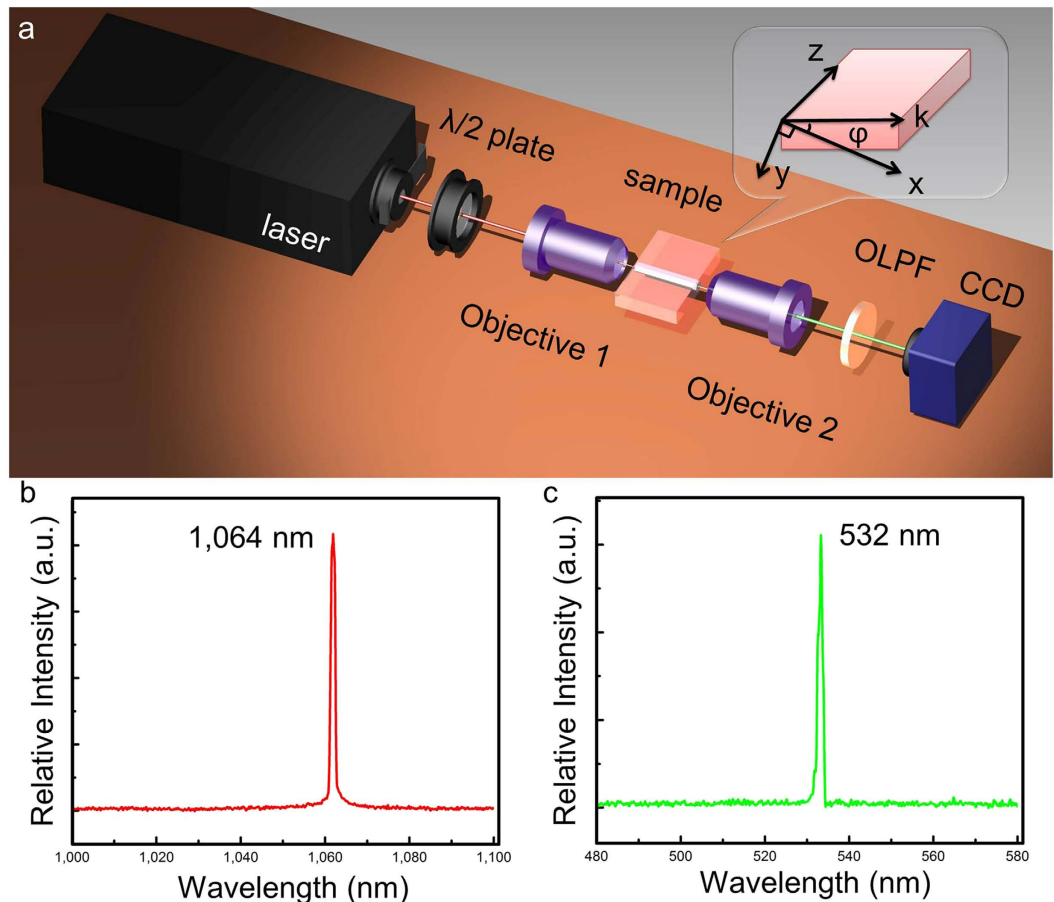 a
laser
λ/2 plate
Objective 1
sample
Objective 2
OLPF
CCD
z
k
φ
y
x
b
1,064 nm
Relative Intensity (a.u.)
1,000 1,020 1,040 1,060 1,080 1,100
Wavelength (nm)
c
532 nm
Relative Intensity (a.u.)
480 500 520 540 560 580
Wavelength (nm)